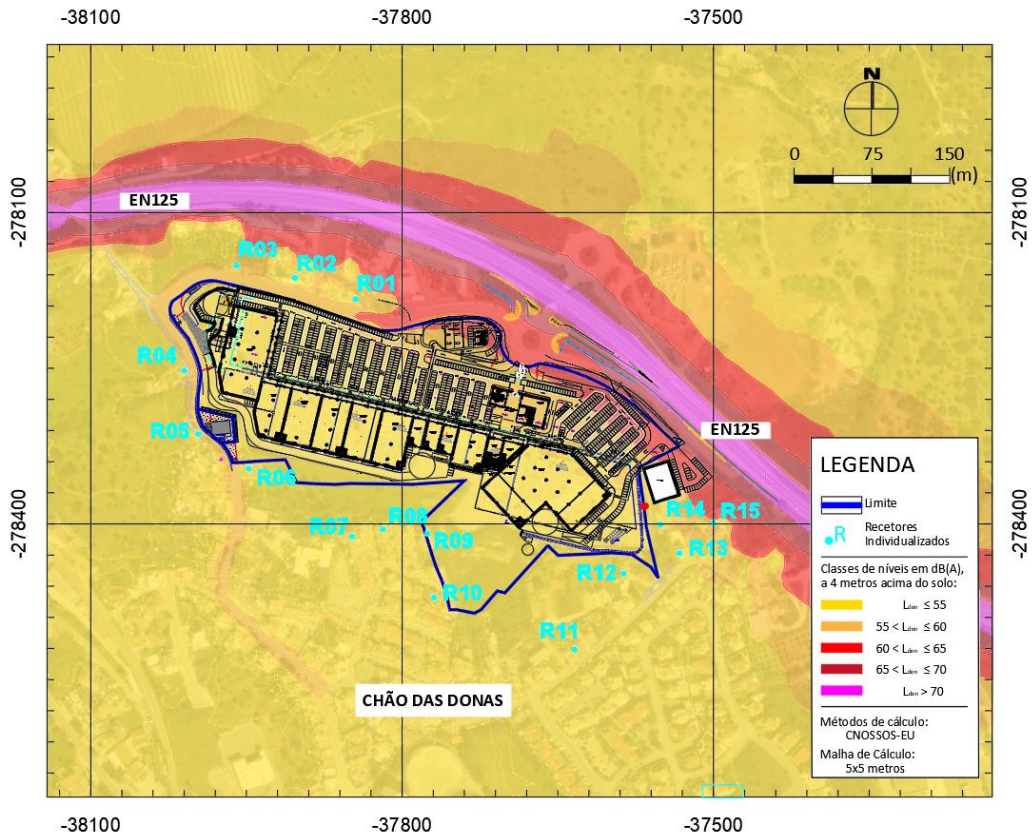 -38100
-37800
-37500
N
0
75
150
(m)
-278100
-278100
EN125
R03
R02
R01
R04
R05
R06
EN125
R07
R08
R09
R10
R11
R12
R13
R14
R15
-278400
-278400
CHÃO DAS DONAS
LEGENDA
Limite
R
Recetores
Individualizados
Classes de níveis em dB(A),
a 4 metros acima do solo:
Lden ≤ 55
55 < Lden ≤ 60
60 < Lden ≤ 65
65 < Lden ≤ 70
Lden > 70
Métodos de cálculo:
CNOSSOS-EU
Malha de Cálculo:
5x5 metros
-38100
-37800
-37500